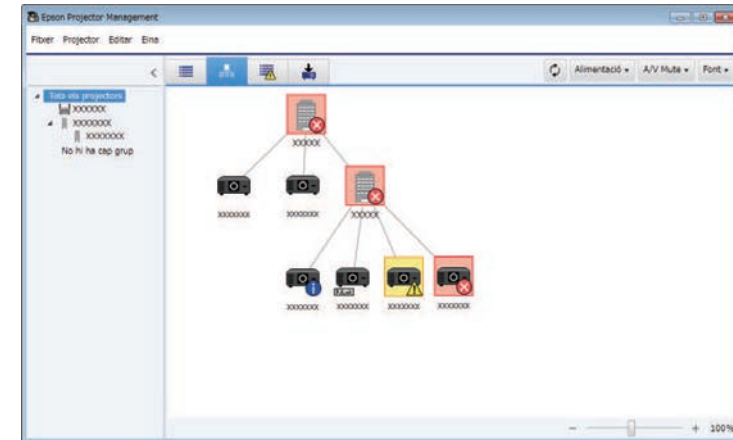 Epson Projector Management
Fitxer Projector Editar Eina
Alimentació A/V Mute Font
Tots els projectors
XXXXXX
XXXXXXX
XXXXXXX
No hi ha cap grup
XXXXX
XXXXXXX XXXXXXX XXXXX
PJLink
XXXXXXX XXXXXXX XXXXXXX XXXXXXX
- + 100%